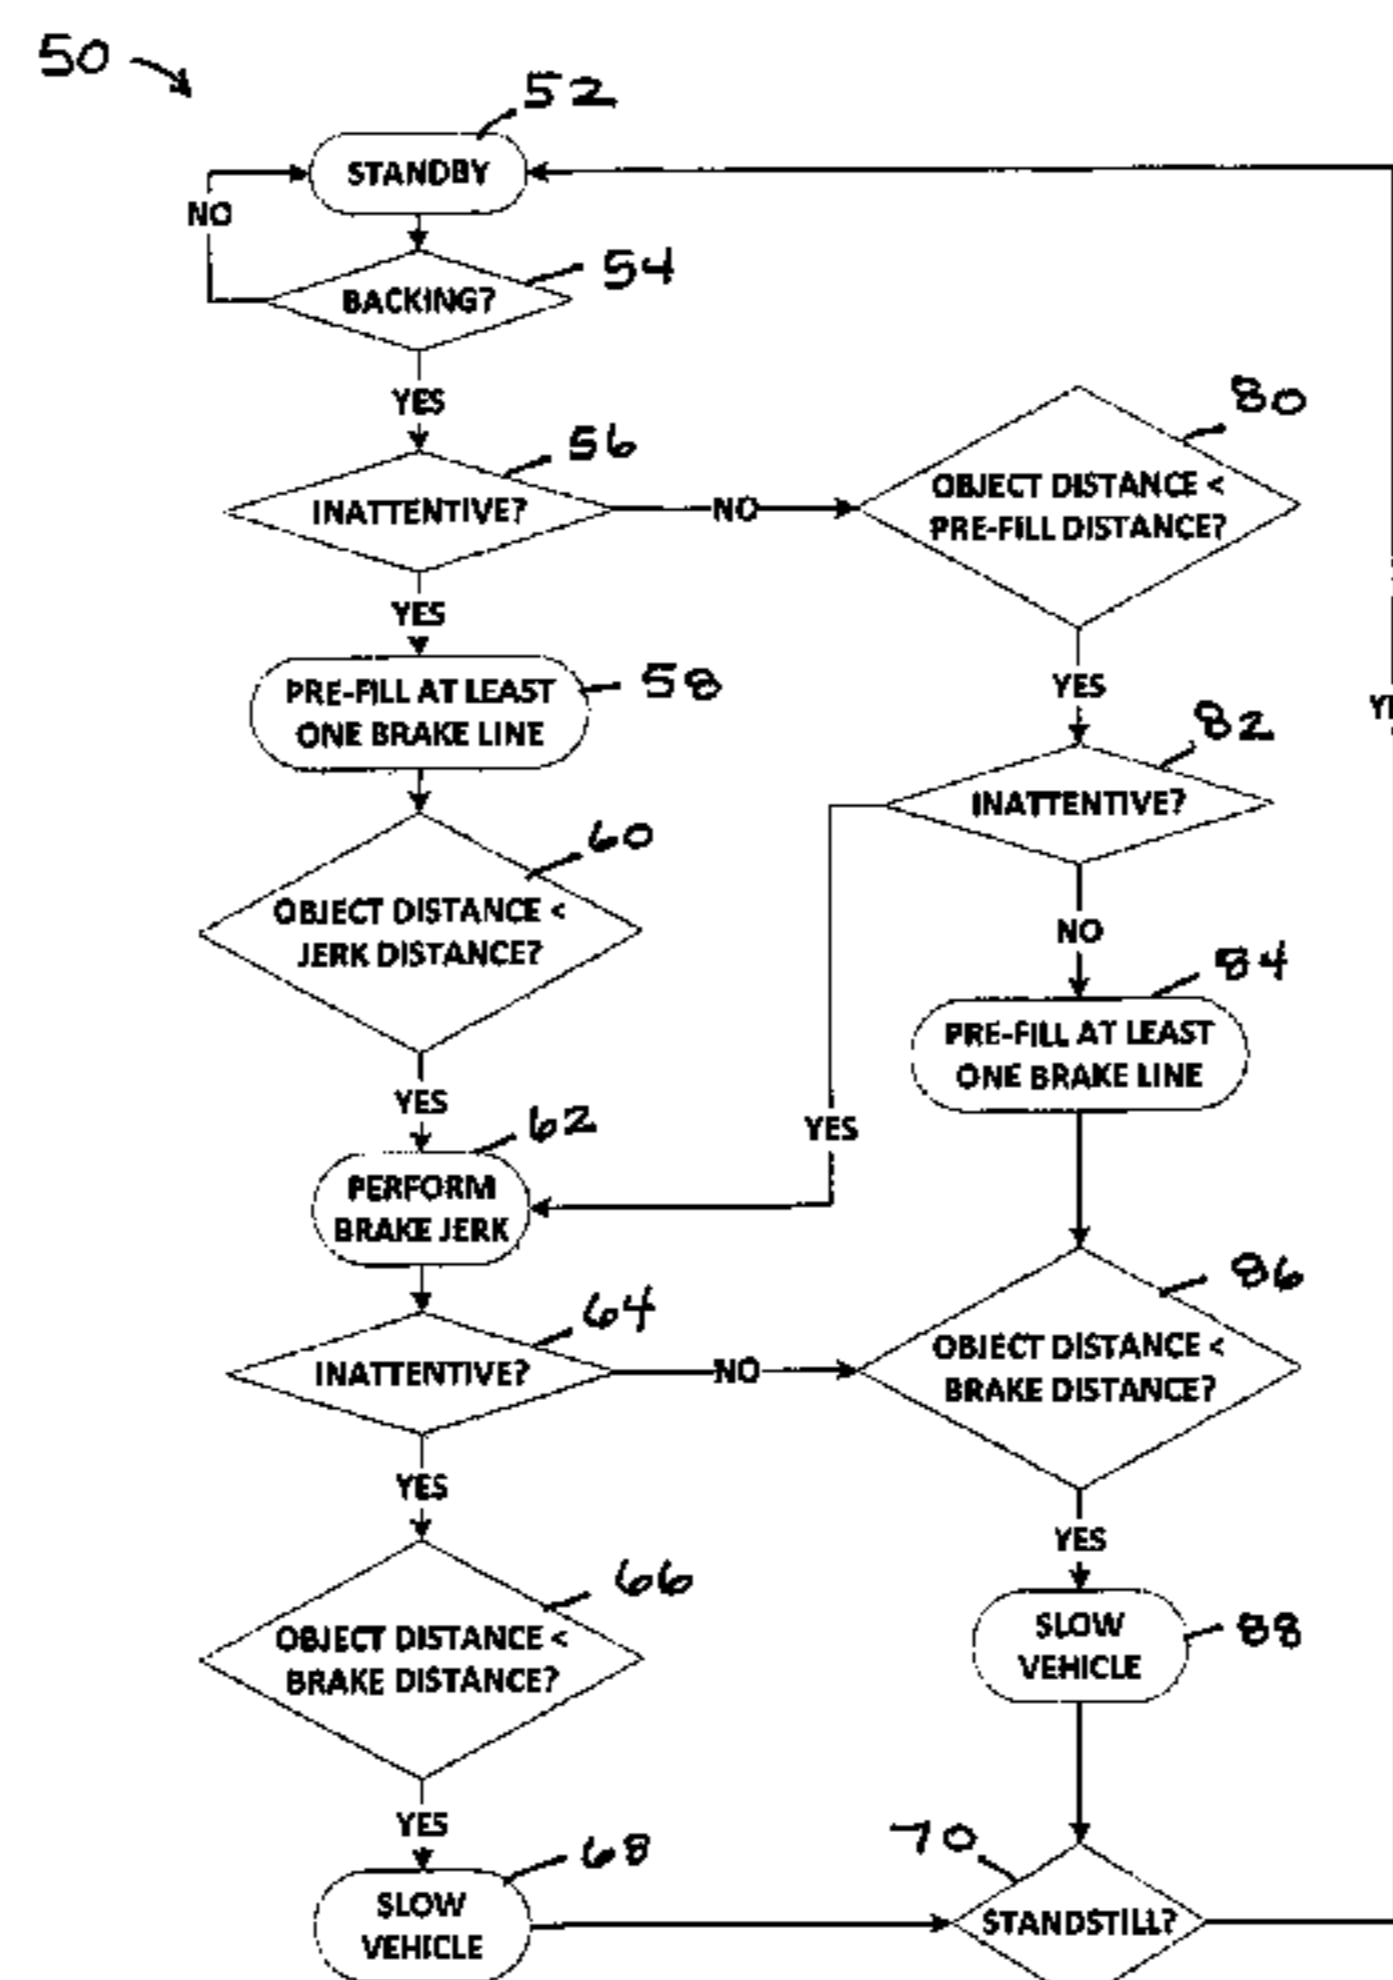 50
52
STANDBY
NO
54
BACKING?
YES
56
INATTENTIVE?
NO
80
OBJECT DISTANCE <
PRE-FILL DISTANCE?
YES
58
PRE-FILL AT LEAST
ONE BRAKE LINE
YES
82
INATTENTIVE?
60
OBJECT DISTANCE <
JERK DISTANCE?
NO
84
PRE-FILL AT LEAST
ONE BRAKE LINE
YES
YES
62
PERFORM
BRAKE JERK
64
INATTENTIVE?
NO
86
OBJECT DISTANCE <
BRAKE DISTANCE?
YES
YES
66
OBJECT DISTANCE <
BRAKE DISTANCE?
88
SLOW
VEHICLE
YES
68
SLOW
VEHICLE
70
STANDSTILL?